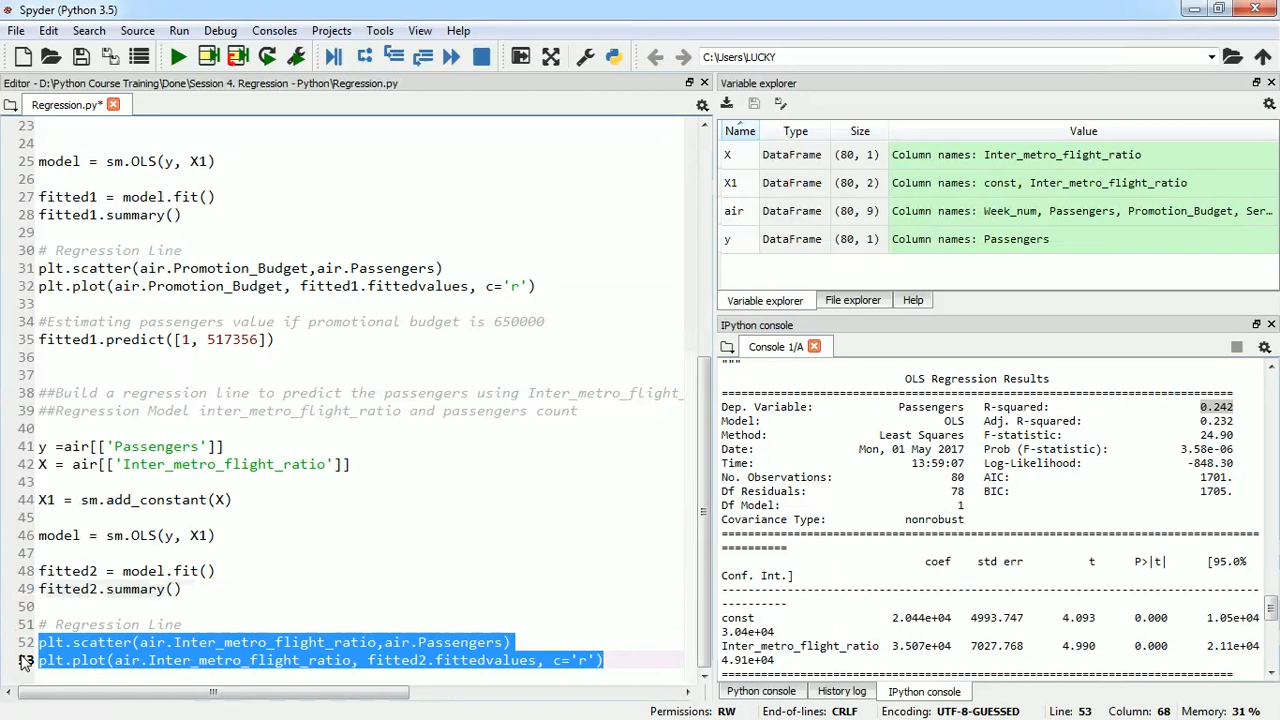 Spyder (Python 3.5)
File Edit Search Source Run Debug Consoles Projects Tools View Help
C:\Users\LUCKY
Editor - D:\Python Course Training\Done\Session 4. Regression - Python\Regression.py
Regression.py*
23
24
25 model = sm.OLS(y, X1)
26
27 fitted1 = model.fit()
28 fitted1.summary()
29
30 # Regression Line
31 plt.scatter(air.Promotion_Budget,air.Passengers)
32 plt.plot(air.Promotion_Budget, fitted1.fittedvalues, c='r')
33
34 #Estimating passengers value if promotional budget is 650000
35 fitted1.predict([1, 517356])
36
37
38 ##Build a regression line to predict the passengers using Inter_metro_flight_
39 ##Regression Model inter_metro_flight_ratio and passengers count
40
41 y =air[['Passengers']]
42 X = air[['Inter_metro_flight_ratio']]
43
44 X1 = sm.add_constant(X)
45
46 model = sm.OLS(y, X1)
47
48 fitted2 = model.fit()
49 fitted2.summary()
50
51 # Regression Line
52 plt.scatter(air.Inter_metro_flight_ratio,air.Passengers)
53 plt.plot(air.Inter_metro_flight_ratio, fitted2.fittedvalues, c='r')
Variable explorer
Name Type Size Value
X DataFrame (80, 1) Column names: Inter_metro_flight_ratio
X1 DataFrame (80, 2) Column names: const, Inter_metro_flight_ratio
air DataFrame (80, 9) Column names: Week_num, Passengers, Promotion_Budget, Ser...
y DataFrame (80, 1) Column names: Passengers
Variable explorer File explorer Help
IPython console
Console 1/A
"""
OLS Regression Results
==============================================================================
Dep. Variable: Passengers R-squared: 0.242
Model: OLS Adj. R-squared: 0.232
Method: Least Squares F-statistic: 24.90
Date: Mon, 01 May 2017 Prob (F-statistic): 3.58e-06
Time: 13:59:07 Log-Likelihood: -848.30
No. Observations: 80 AIC: 1701.
Df Residuals: 78 BIC: 1705.
Df Model: 1
Covariance Type: nonrobust
==============================================================================
==========
coef std err t P>|t| [95.0%
Conf. Int.]
------------------------------------------------------------------------------
----------
const 2.044e+04 4993.747 4.093 0.000 1.05e+04
3.04e+04
Inter_metro_flight_ratio 3.507e+04 7027.768 4.990 0.000 2.11e+04
4.91e+04
==============================================================================
Python console History log IPython console
Permissions: RW End-of-lines: CRLF Encoding: UTF-8-GUESSED Line: 53 Column: 68 Memory: 31 %